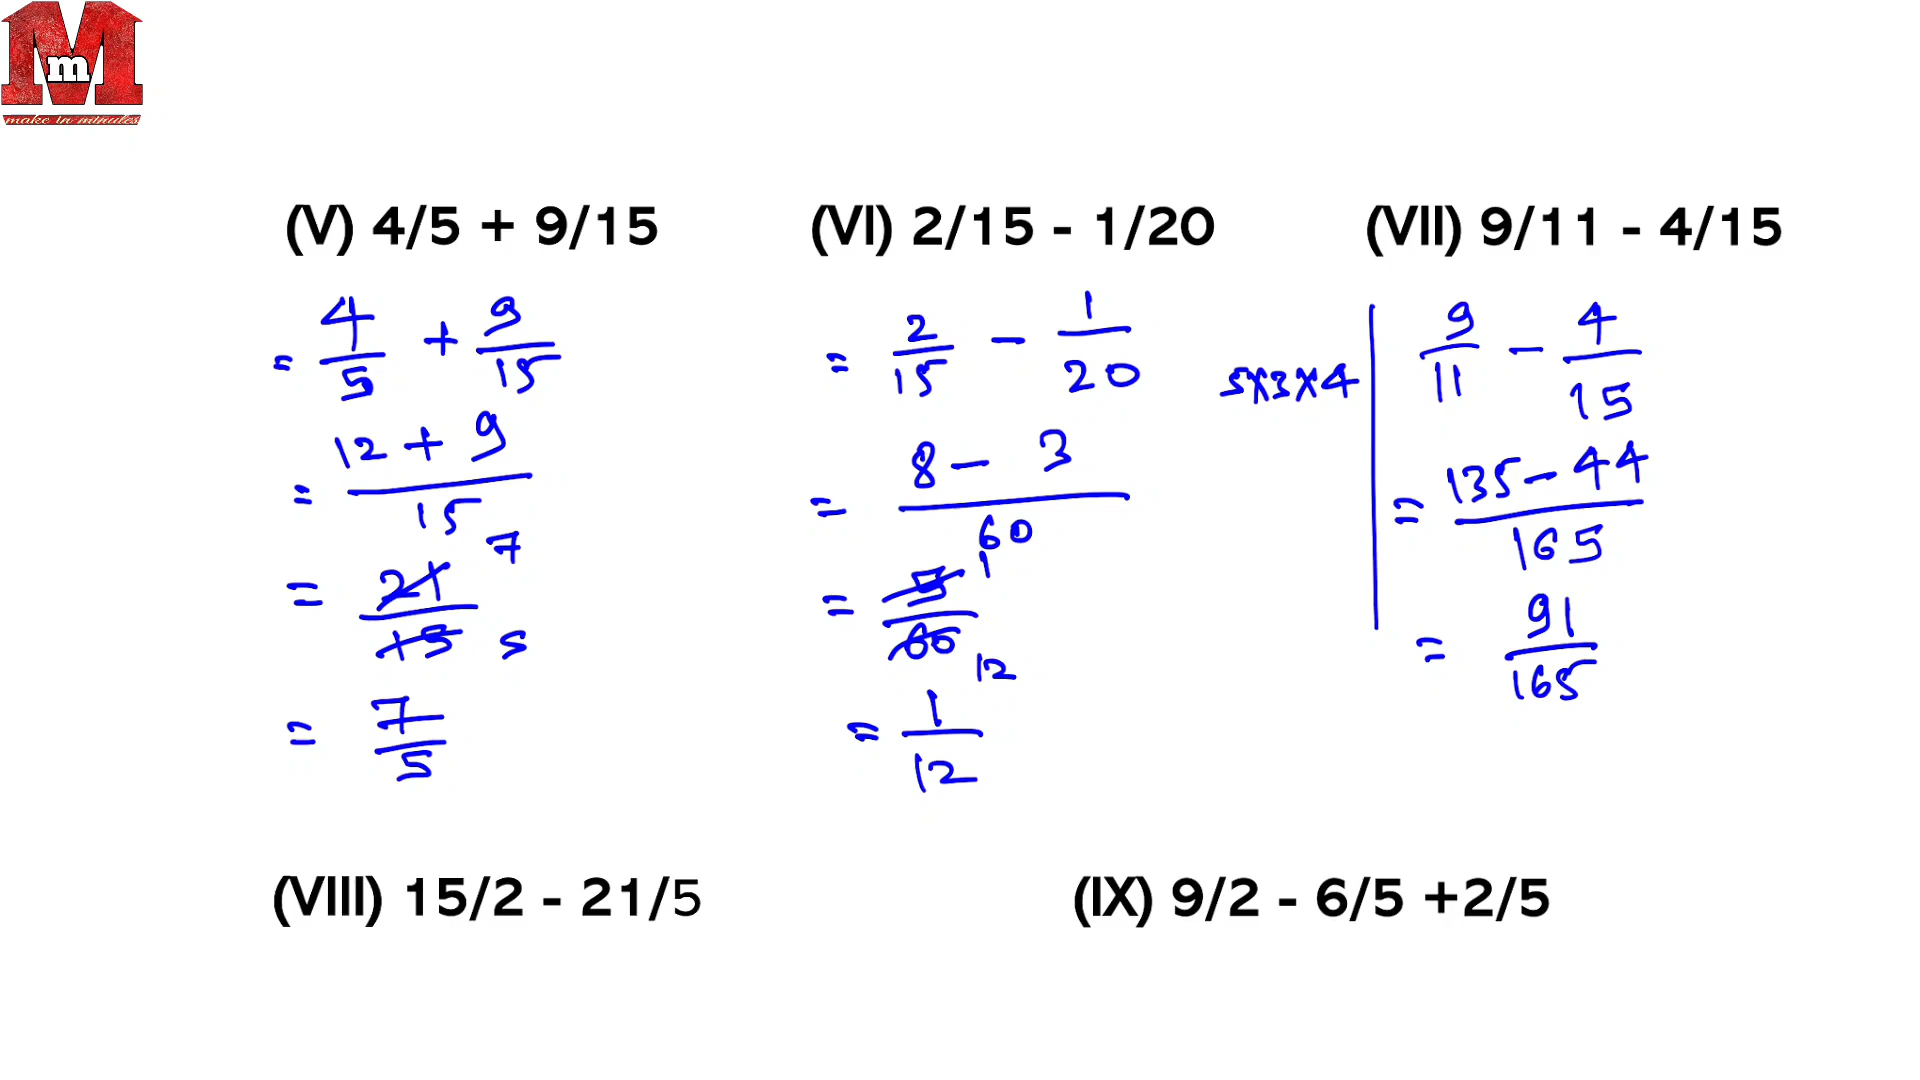 M
m
make in minutes
(V) 4/5 + 9/15
= 4/5 + 9/15
= 12 + 9 / 15
= 21/15 7 5
= 7/5
(VI) 2/15 - 1/20
= 2/15 - 1/20
5×3×4
= 8 - 3 / 60
= 5/60 1 12
= 1/12
(VII) 9/11 - 4/15
9/11 - 4/15
= 135 - 44 / 165
= 91/165
(VIII) 15/2 - 21/5
(IX) 9/2 - 6/5 +2/5